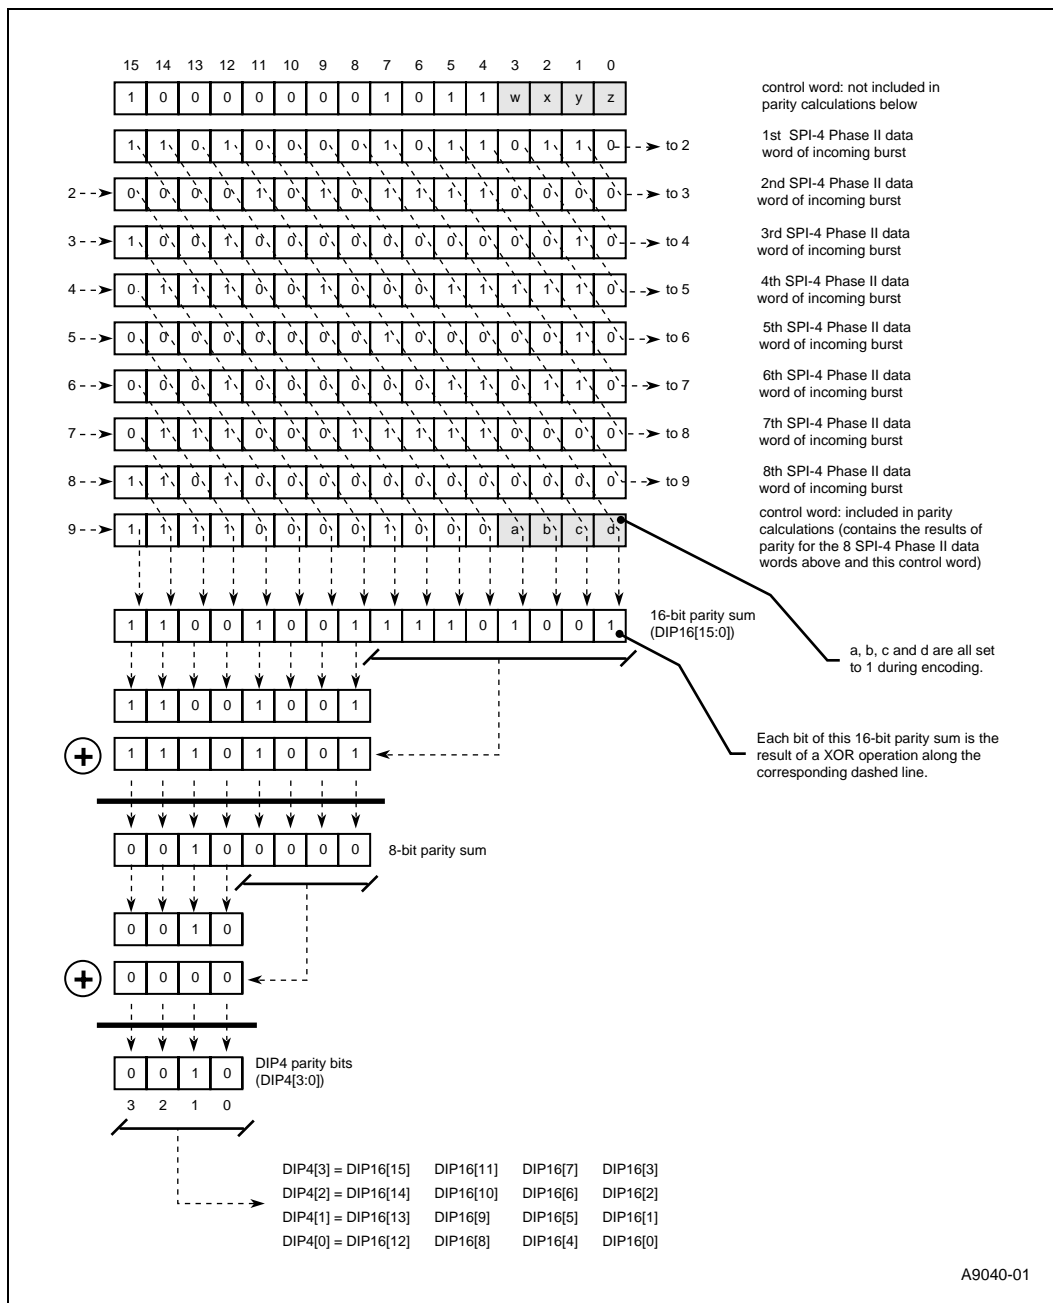 15 14 13 12 11 10 9 8 7 6 5 4 3 2 1 0
1 0 0 0 0 0 0 0 1 0 1 1 w x y z
control word: not included in
parity calculations below
1 1 0 1 0 0 0 0 1 0 1 1 0 1 1 0 to 2
1st SPI-4 Phase II data
word of incoming burst
2 0 0 0 0 1 0 1 0 1 1 1 1 0 0 0 0 to 3
2nd SPI-4 Phase II data
word of incoming burst
3 1 0 0 1 0 0 0 0 0 0 0 0 0 0 1 0 to 4
3rd SPI-4 Phase II data
word of incoming burst
4 0 1 1 1 0 0 1 0 0 0 1 1 1 1 1 0 to 5
4th SPI-4 Phase II data
word of incoming burst
5 0 0 0 0 0 0 0 0 1 0 0 0 0 0 1 0 to 6
5th SPI-4 Phase II data
word of incoming burst
6 0 0 0 1 0 0 0 0 0 0 1 1 0 1 1 0 to 7
6th SPI-4 Phase II data
word of incoming burst
7 0 1 1 1 0 0 0 1 1 1 1 1 0 0 0 0 to 8
7th SPI-4 Phase II data
word of incoming burst
8 1 1 0 1 0 0 0 0 0 0 0 0 0 0 0 0 to 9
8th SPI-4 Phase II data
word of incoming burst
9 1 1 1 1 0 0 0 0 1 0 0 0 a b c d
control word: included in parity
calculations (contains the results of
parity for the 8 SPI-4 Phase II data
words above and this control word)
1 1 0 0 1 0 0 1 1 1 1 0 1 0 0 1
16-bit parity sum
(DIP16[15:0])
a, b, c and d are all set
to 1 during encoding.
1 1 0 0 1 0 0 1
+ 1 1 1 0 1 0 0 1
Each bit of this 16-bit parity sum is the
result of a XOR operation along the
corresponding dashed line.
0 0 1 0 0 0 0 0 8-bit parity sum
0 0 1 0
+ 0 0 0 0
0 0 1 0
DIP4 parity bits
(DIP4[3:0])
3 2 1 0
DIP4[3] = DIP16[15] DIP16[11] DIP16[7] DIP16[3]
DIP4[2] = DIP16[14] DIP16[10] DIP16[6] DIP16[2]
DIP4[1] = DIP16[13] DIP16[9] DIP16[5] DIP16[1]
DIP4[0] = DIP16[12] DIP16[8] DIP16[4] DIP16[0]
A9040-01